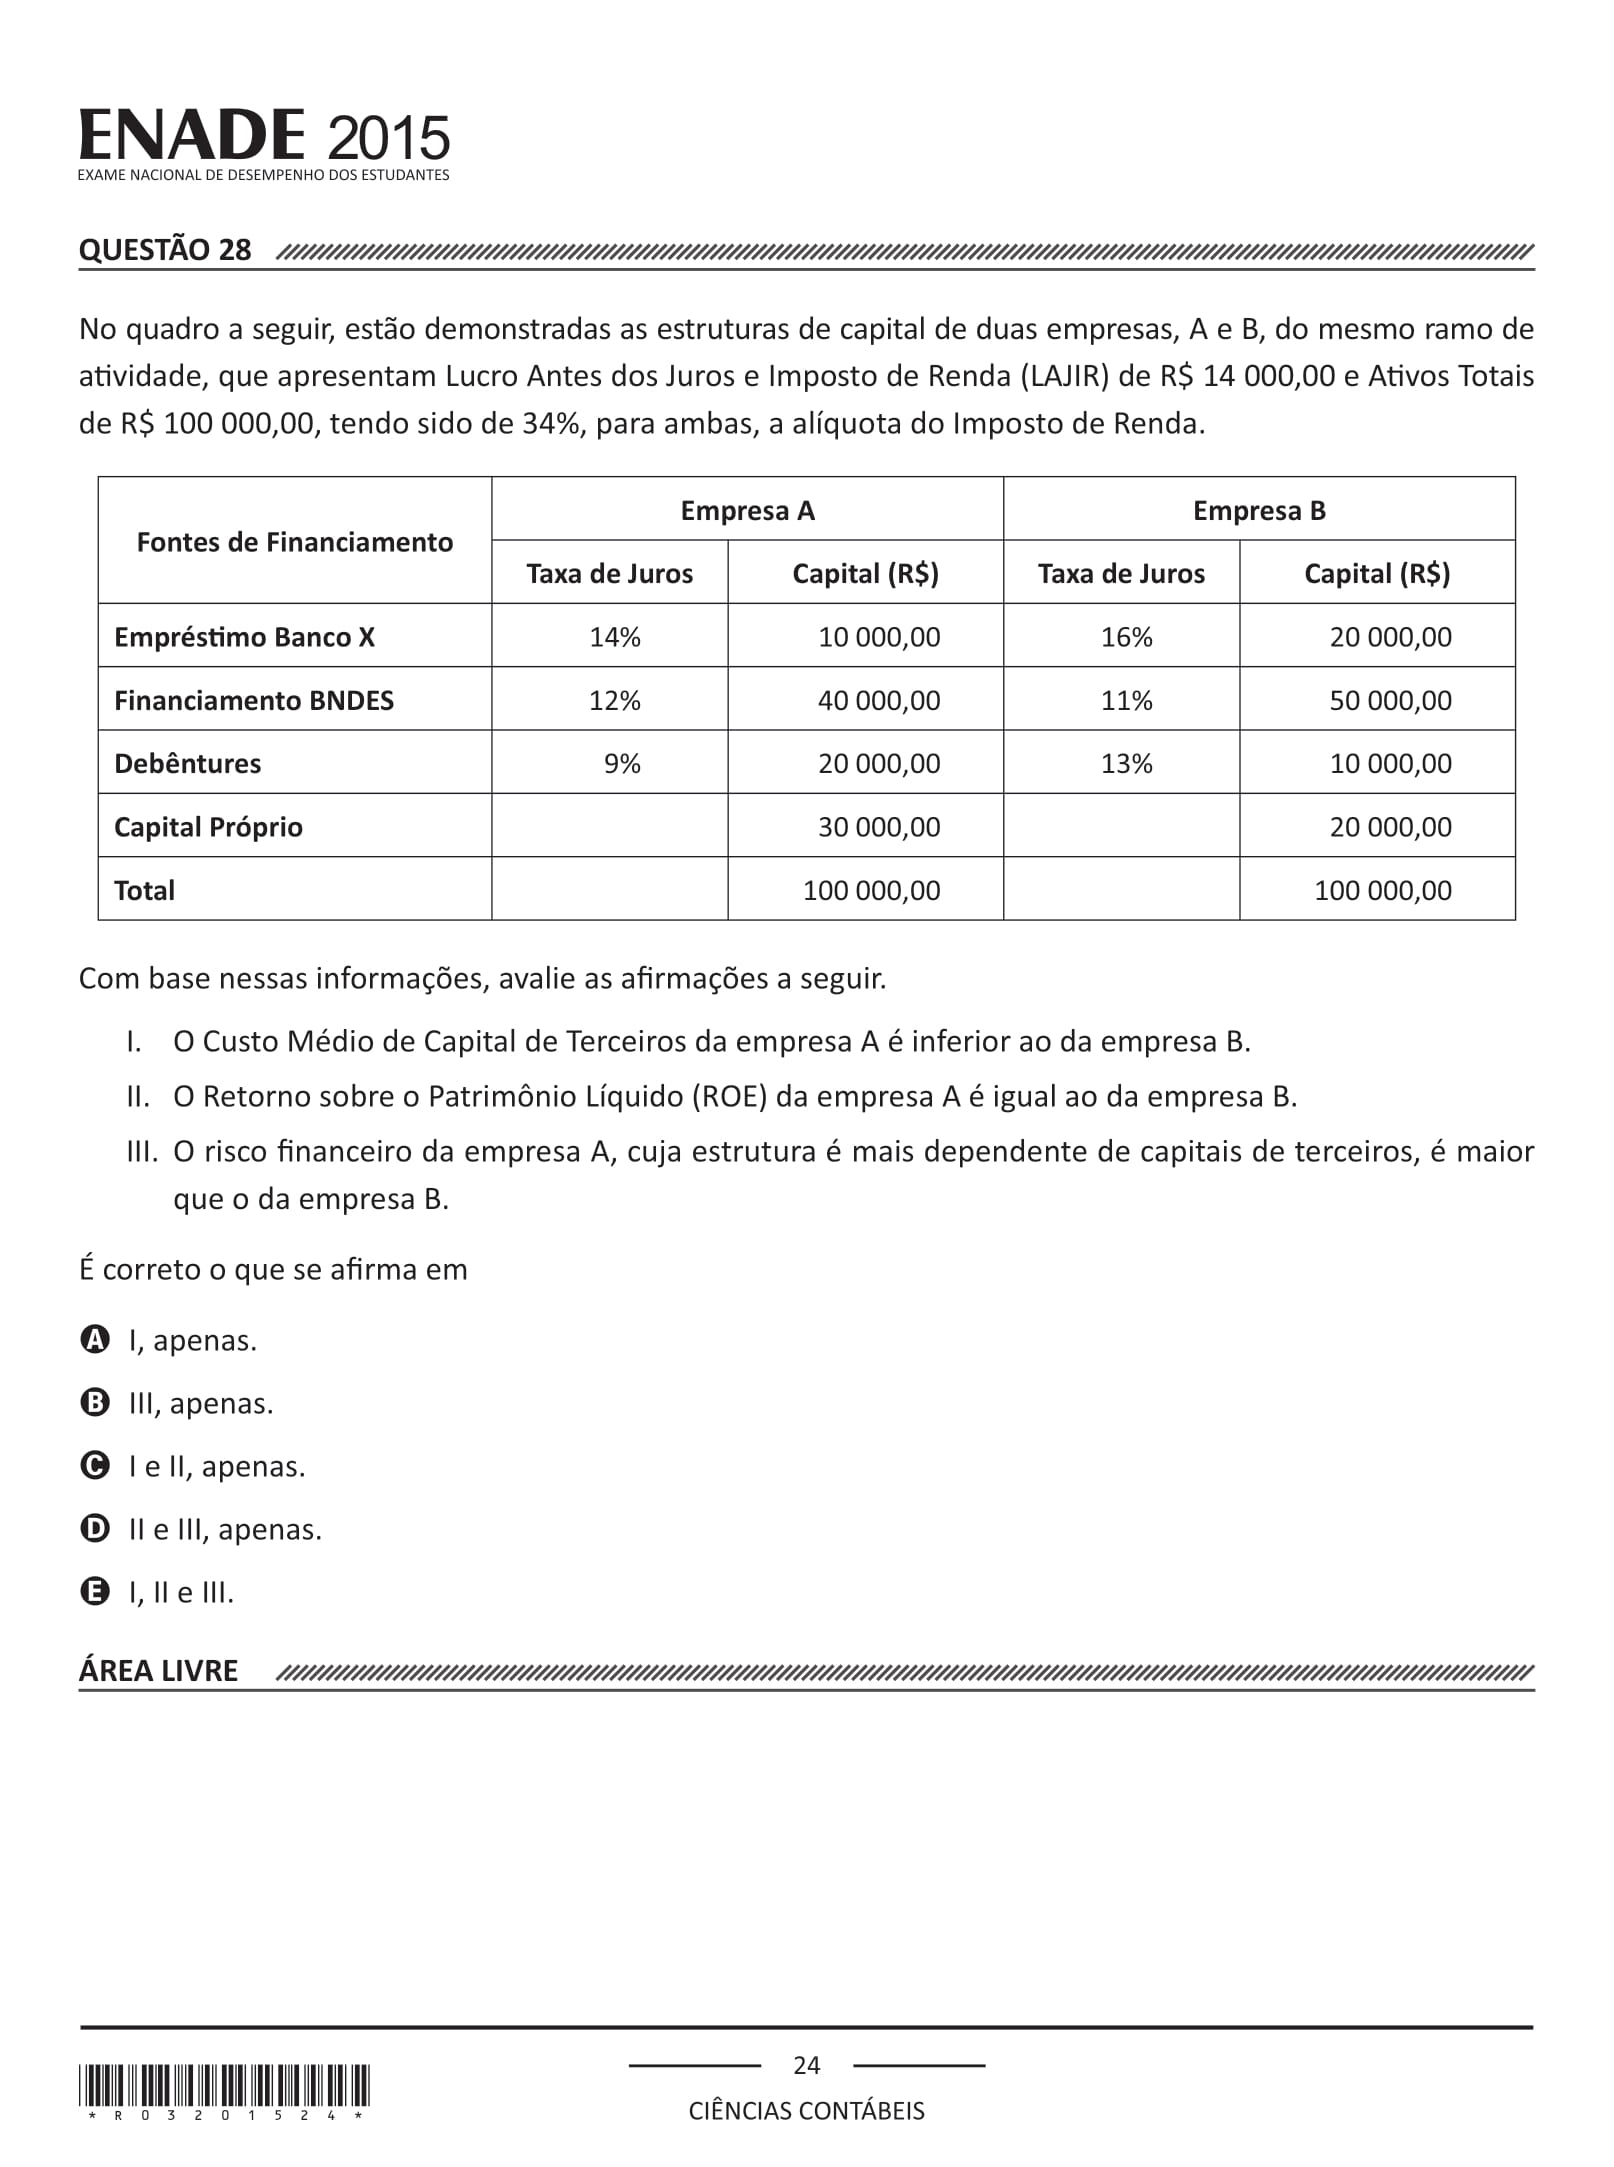 ENADE 2015
EXAME NACIONAL DE DESEMPENHO DOS ESTUDANTES
QUESTÃO 28
No quadro a seguir, estão demonstradas as estruturas de capital de duas empresas, A e B, do mesmo ramo de
atividade, que apresentam Lucro Antes dos Juros e Imposto de Renda (LAJIR) de R$ 14 000,00 e Ativos Totais
de R$ 100 000,00, tendo sido de 34%, para ambas, a alíquota do Imposto de Renda.
Fontes de Financiamento Empresa A Empresa B
Taxa de Juros Capital (R$) Taxa de Juros Capital (R$)
Empréstimo Banco X 14% 10 000,00 16% 20 000,00
Financiamento BNDES 12% 40 000,00 11% 50 000,00
Debêntures 9% 20 000,00 13% 10 000,00
Capital Próprio 30 000,00 20 000,00
Total 100 000,00 100 000,00
Com base nessas informações, avalie as afirmações a seguir.
I. O Custo Médio de Capital de Terceiros da empresa A é inferior ao da empresa B.
II. O Retorno sobre o Patrimônio Líquido (ROE) da empresa A é igual ao da empresa B.
III. O risco financeiro da empresa A, cuja estrutura é mais dependente de capitais de terceiros, é maior
que o da empresa B.
É correto o que se afirma em
A I, apenas.
B III, apenas.
C I e II, apenas.
D II e III, apenas.
E I, II e III.
ÁREA LIVRE
24
CIÊNCIAS CONTÁBEIS
* R 0 3 2 0 1 5 2 4 *